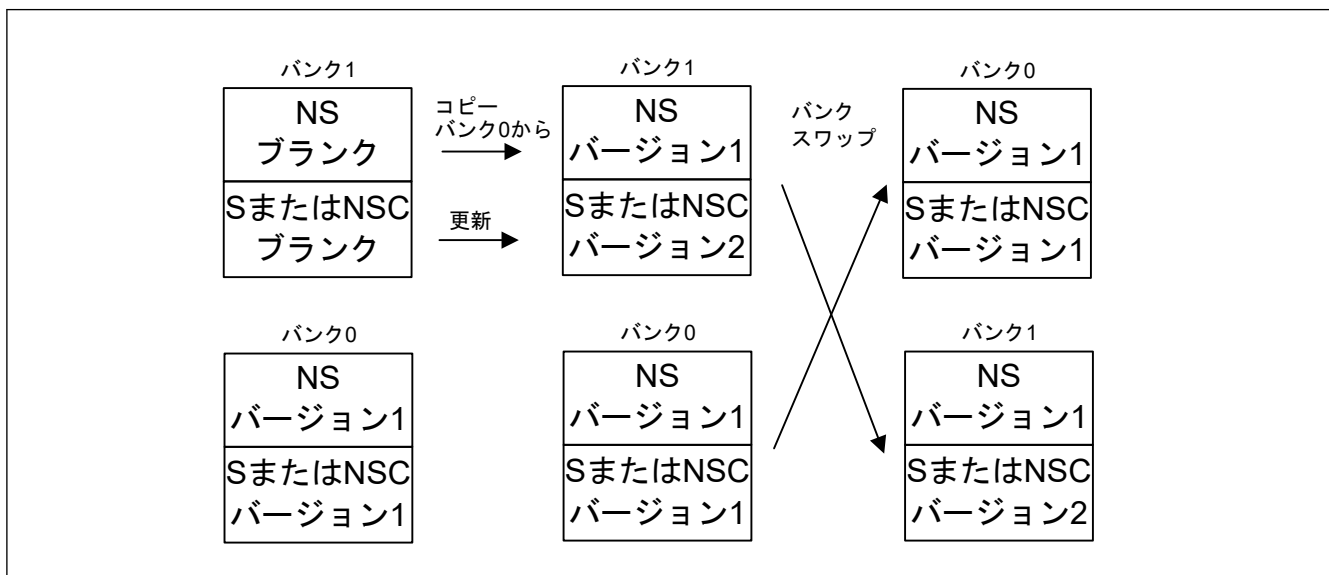 バンク1
NS
ブランク
SまたはNSC
ブランク
コピー
バンク0から
更新
バンク1
NS
バージョン1
SまたはNSC
バージョン2
バンク
スワップ
バンク0
NS
バージョン1
SまたはNSC
バージョン1
バンク0
NS
バージョン1
SまたはNSC
バージョン1
バンク0
NS
バージョン1
SまたはNSC
バージョン1
バンク1
NS
バージョン1
SまたはNSC
バージョン2